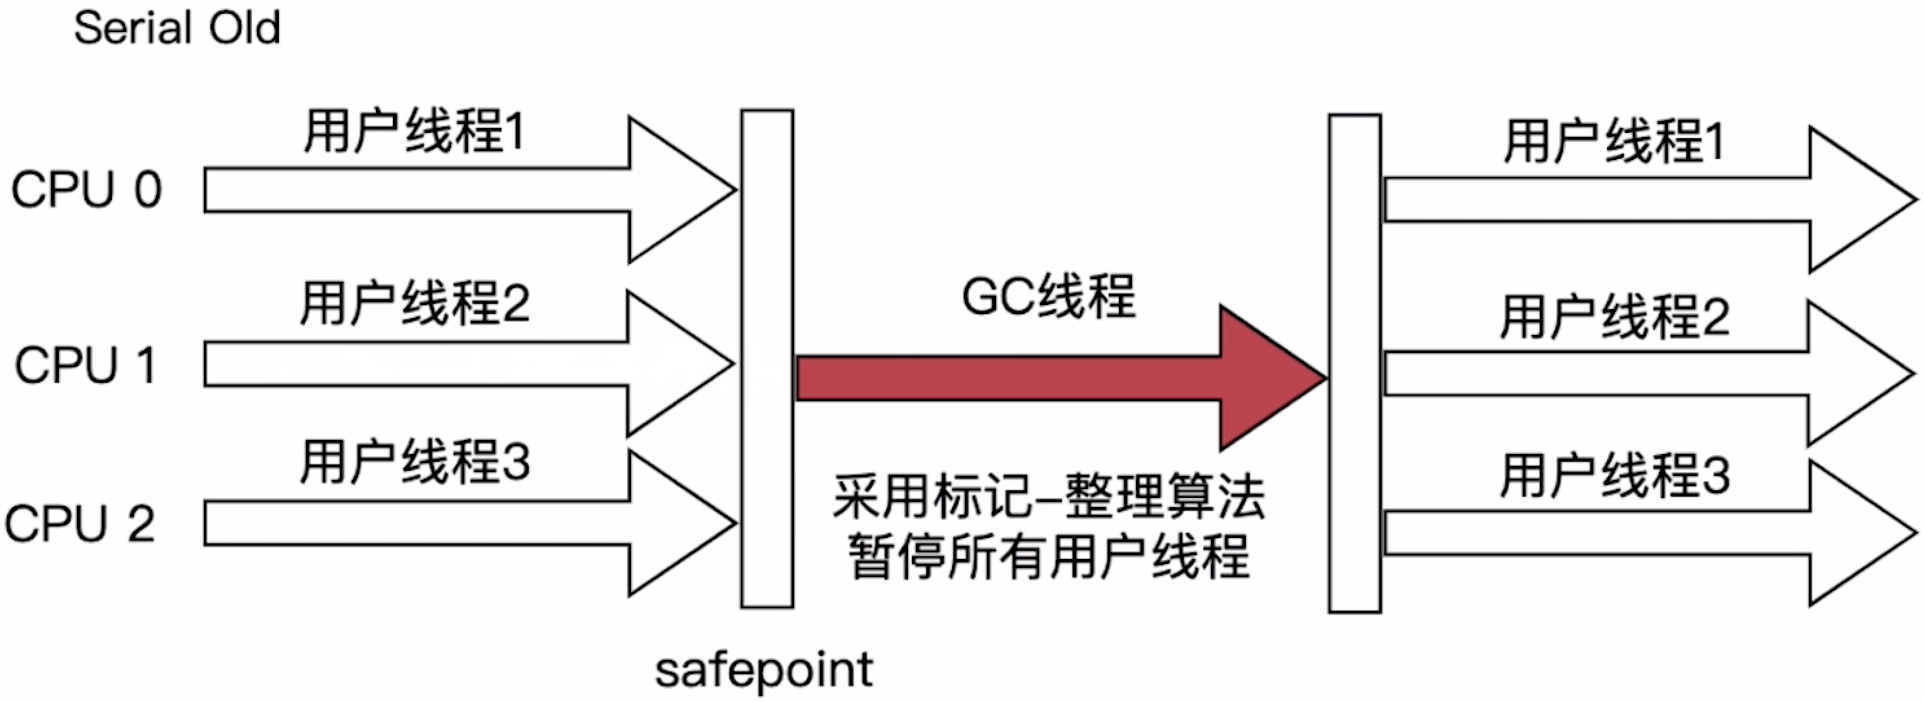 Serial Old
用户线程1
用户线程1
CPU 0
用户线程2
GC线程
用户线程2
CPU 1
用户线程3
用户线程3
CPU 2
采用标记-整理算法
暂停所有用户线程
safepoint